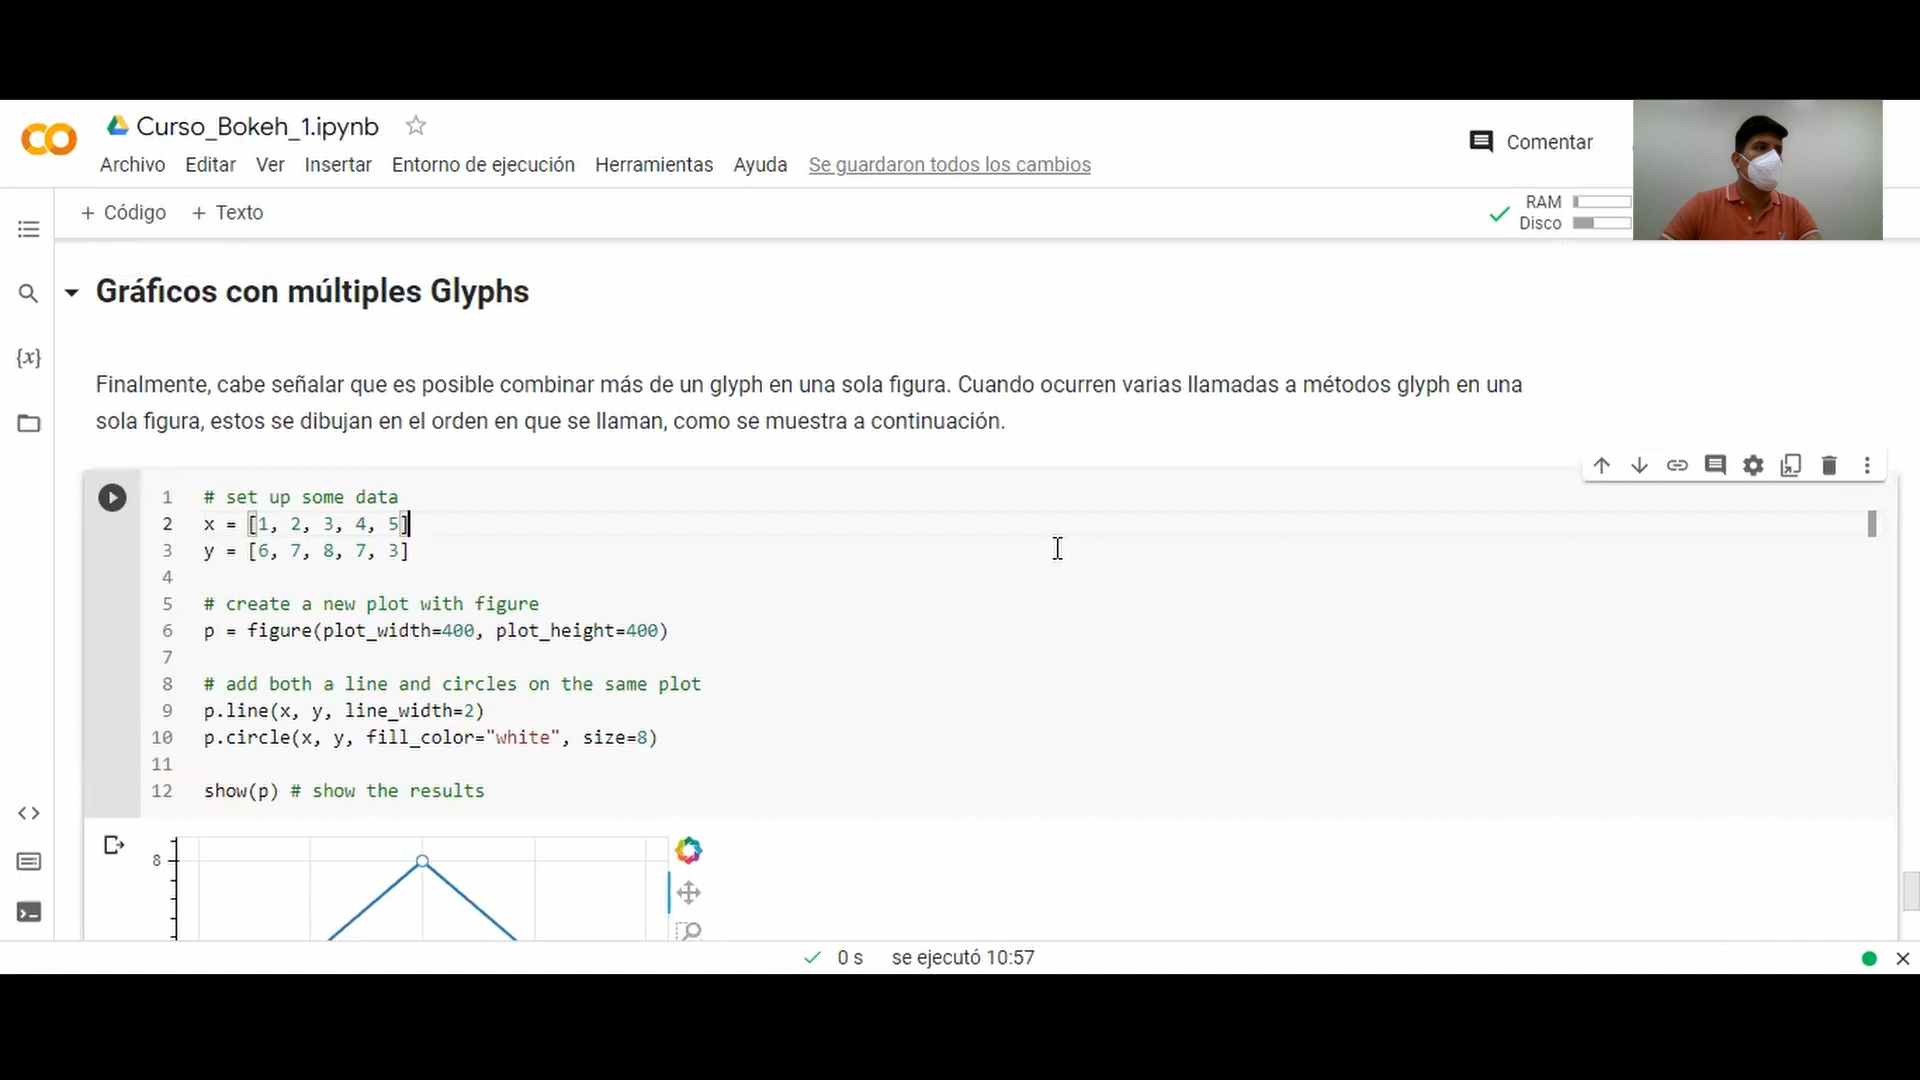 Curso_Bokeh_1.ipynb
Comentar
Archivo Editar Ver Insertar Entorno de ejecución Herramientas Ayuda Se guardaron todos los cambios
+ Código + Texto
RAM
Disco
Gráficos con múltiples Glyphs
{x}
Finalmente, cabe señalar que es posible combinar más de un glyph en una sola figura. Cuando ocurren varias llamadas a métodos glyph en una
sola figura, estos se dibujan en el orden en que se llaman, como se muestra a continuación.
1 # set up some data
2 x = [1, 2, 3, 4, 5]
3 y = [6, 7, 8, 7, 3]
4
5 # create a new plot with figure
6 p = figure(plot_width=400, plot_height=400)
7
8 # add both a line and circles on the same plot
9 p.line(x, y, line_width=2)
10 p.circle(x, y, fill_color="white", size=8)
11
12 show(p) # show the results
8
0 s se ejecutó 10:57